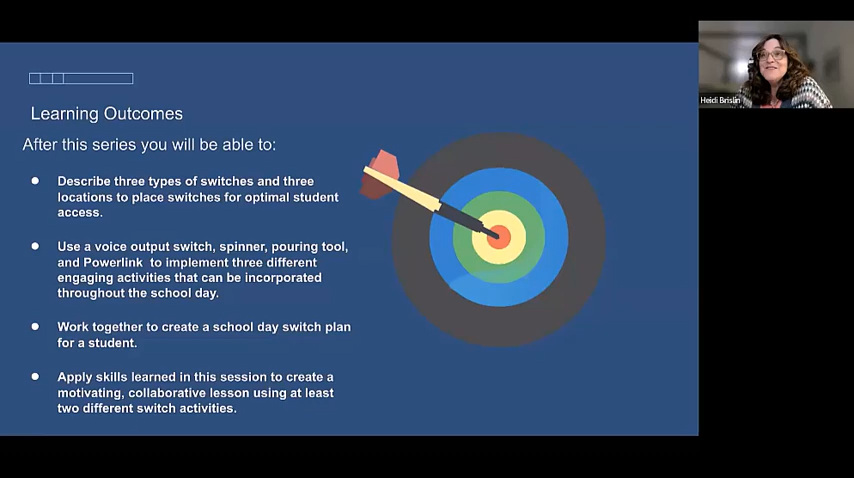 Learning Outcomes
After this series you will be able to:
● Describe three types of switches and three
locations to place switches for optimal student
access.
● Use a voice output switch, spinner, pouring tool,
and Powerlink to implement three different
engaging activities that can be incorporated
throughout the school day.
● Work together to create a school day switch plan
for a student.
● Apply skills learned in this session to create a
motivating, collaborative lesson using at least
two different switch activities.
Heidi Brislin